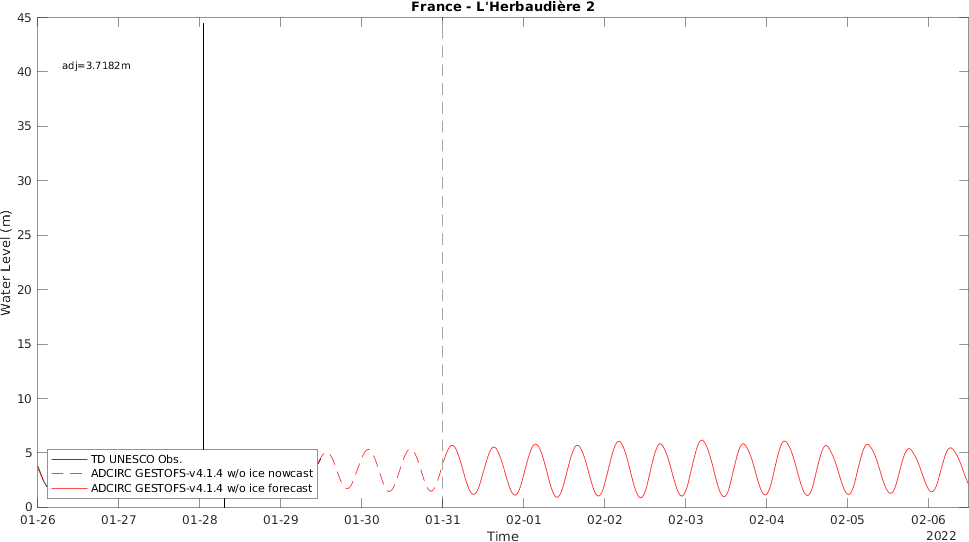 France - L'Herbaudière 2
45
40
35
30
25
20
15
10
5
0
Water Level (m)
adj=3.7182m
TD UNESCO Obs.
ADCIRC GESTOFS-v4.1.4 w/o ice nowcast
ADCIRC GESTOFS-v4.1.4 w/o ice forecast
01-26 01-27 01-28 01-29 01-30 01-31 02-01 02-02 02-03 02-04 02-05 02-06
2022
Time